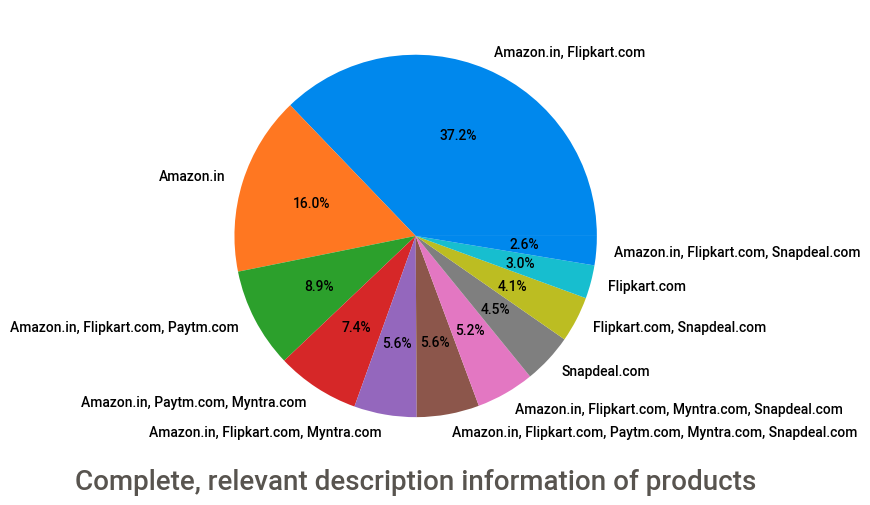 Amazon.in, Flipkart.com
37.2%
Amazon.in
16.0%
2.6%
Amazon.in, Flipkart.com, Snapdeal.com
3.0%
Flipkart.com
8.9%
4.1%
Amazon.in, Flipkart.com, Paytm.com
7.4%
4.5%
Flipkart.com, Snapdeal.com
5.6%
5.6%
5.2%
Snapdeal.com
Amazon.in, Paytm.com, Myntra.com
Amazon.in, Flipkart.com, Myntra.com, Snapdeal.com
Amazon.in, Flipkart.com, Myntra.com
Amazon.in, Flipkart.com, Paytm.com, Myntra.com, Snapdeal.com
Complete, relevant description information of products